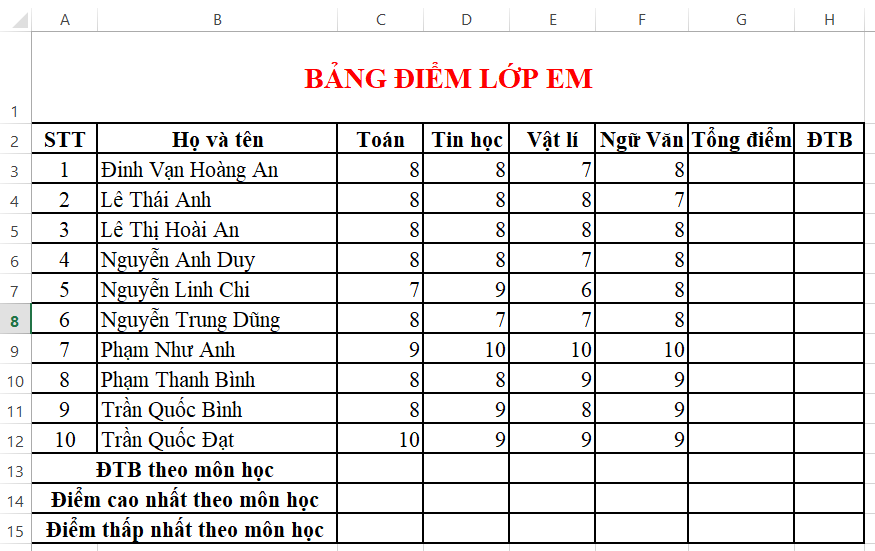 A B C D E F G H
1 BẢNG ĐIỂM LỚP EM
2 STT Họ và tên Toán Tin học Vật lí Ngữ Văn Tổng điểm ĐTB
3 1 Đinh Vạn Hoàng An 8 8 7 8
4 2 Lê Thái Anh 8 8 8 7
5 3 Lê Thị Hoài An 8 8 8 8
6 4 Nguyễn Anh Duy 8 8 7 8
7 5 Nguyễn Linh Chi 7 9 6 8
8 6 Nguyễn Trung Dũng 8 7 7 8
9 7 Phạm Như Anh 9 10 10 10
10 8 Phạm Thanh Bình 8 8 9 9
11 9 Trần Quốc Bình 8 9 8 9
12 10 Trần Quốc Đạt 10 9 9 9
13 ĐTB theo môn học
14 Điểm cao nhất theo môn học
15 Điểm thấp nhất theo môn học